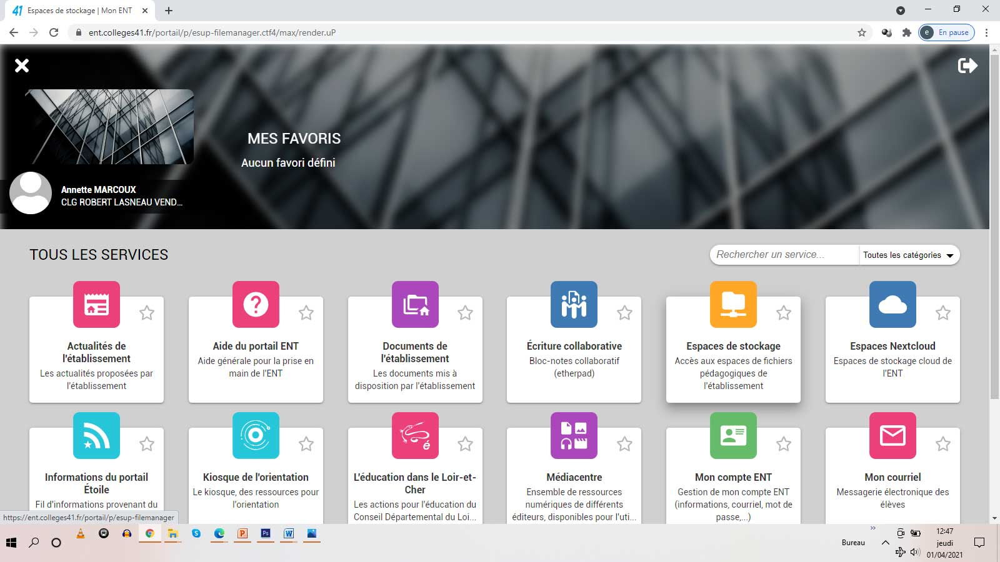 41 Espaces de stockage | Mon ENT
ent.colleges41.fr/portail/p/esup-filemanager.ctf4/max/render.uP
e En pause
MES FAVORIS
Aucun favori défini
Annette MARCOUX
CLG ROBERT LASNEAU VEND...
TOUS LES SERVICES
Rechercher un service...
Toutes les catégories
Actualités de l'établissement
Les actualités proposées par l'établissement
Aide du portail ENT
Aide générale pour la prise en main de l'ENT
Documents de l'établissement
Les documents mis à disposition par l'établissement
Écriture collaborative
Bloc-notes collaboratif (etherpad)
Espaces de stockage
Accès aux espaces de fichiers pédagogiques de l'établissement
Espaces Nextcloud
Espaces de stockage cloud de l'ENT
Informations du portail Étoile
Fil d'informations provenant du
Kiosque de l'orientation
Le kiosque, des ressources pour l'orientation
é
L'éducation dans le Loir-et-Cher
Les actions pour l'éducation du Conseil Départemental du Loi...
Médiacentre
Ensemble de ressources numériques de différents éditeurs, disponibles pour l'uti...
Mon compte ENT
Gestion de mon compte ENT (informations, courriel, mot de passe,...)
Mon courriel
Messagerie électronique des élèves
https://ent.colleges41.fr/portail/p/esup-filemanager
Bureau
12:47
jeudi
01/04/2021